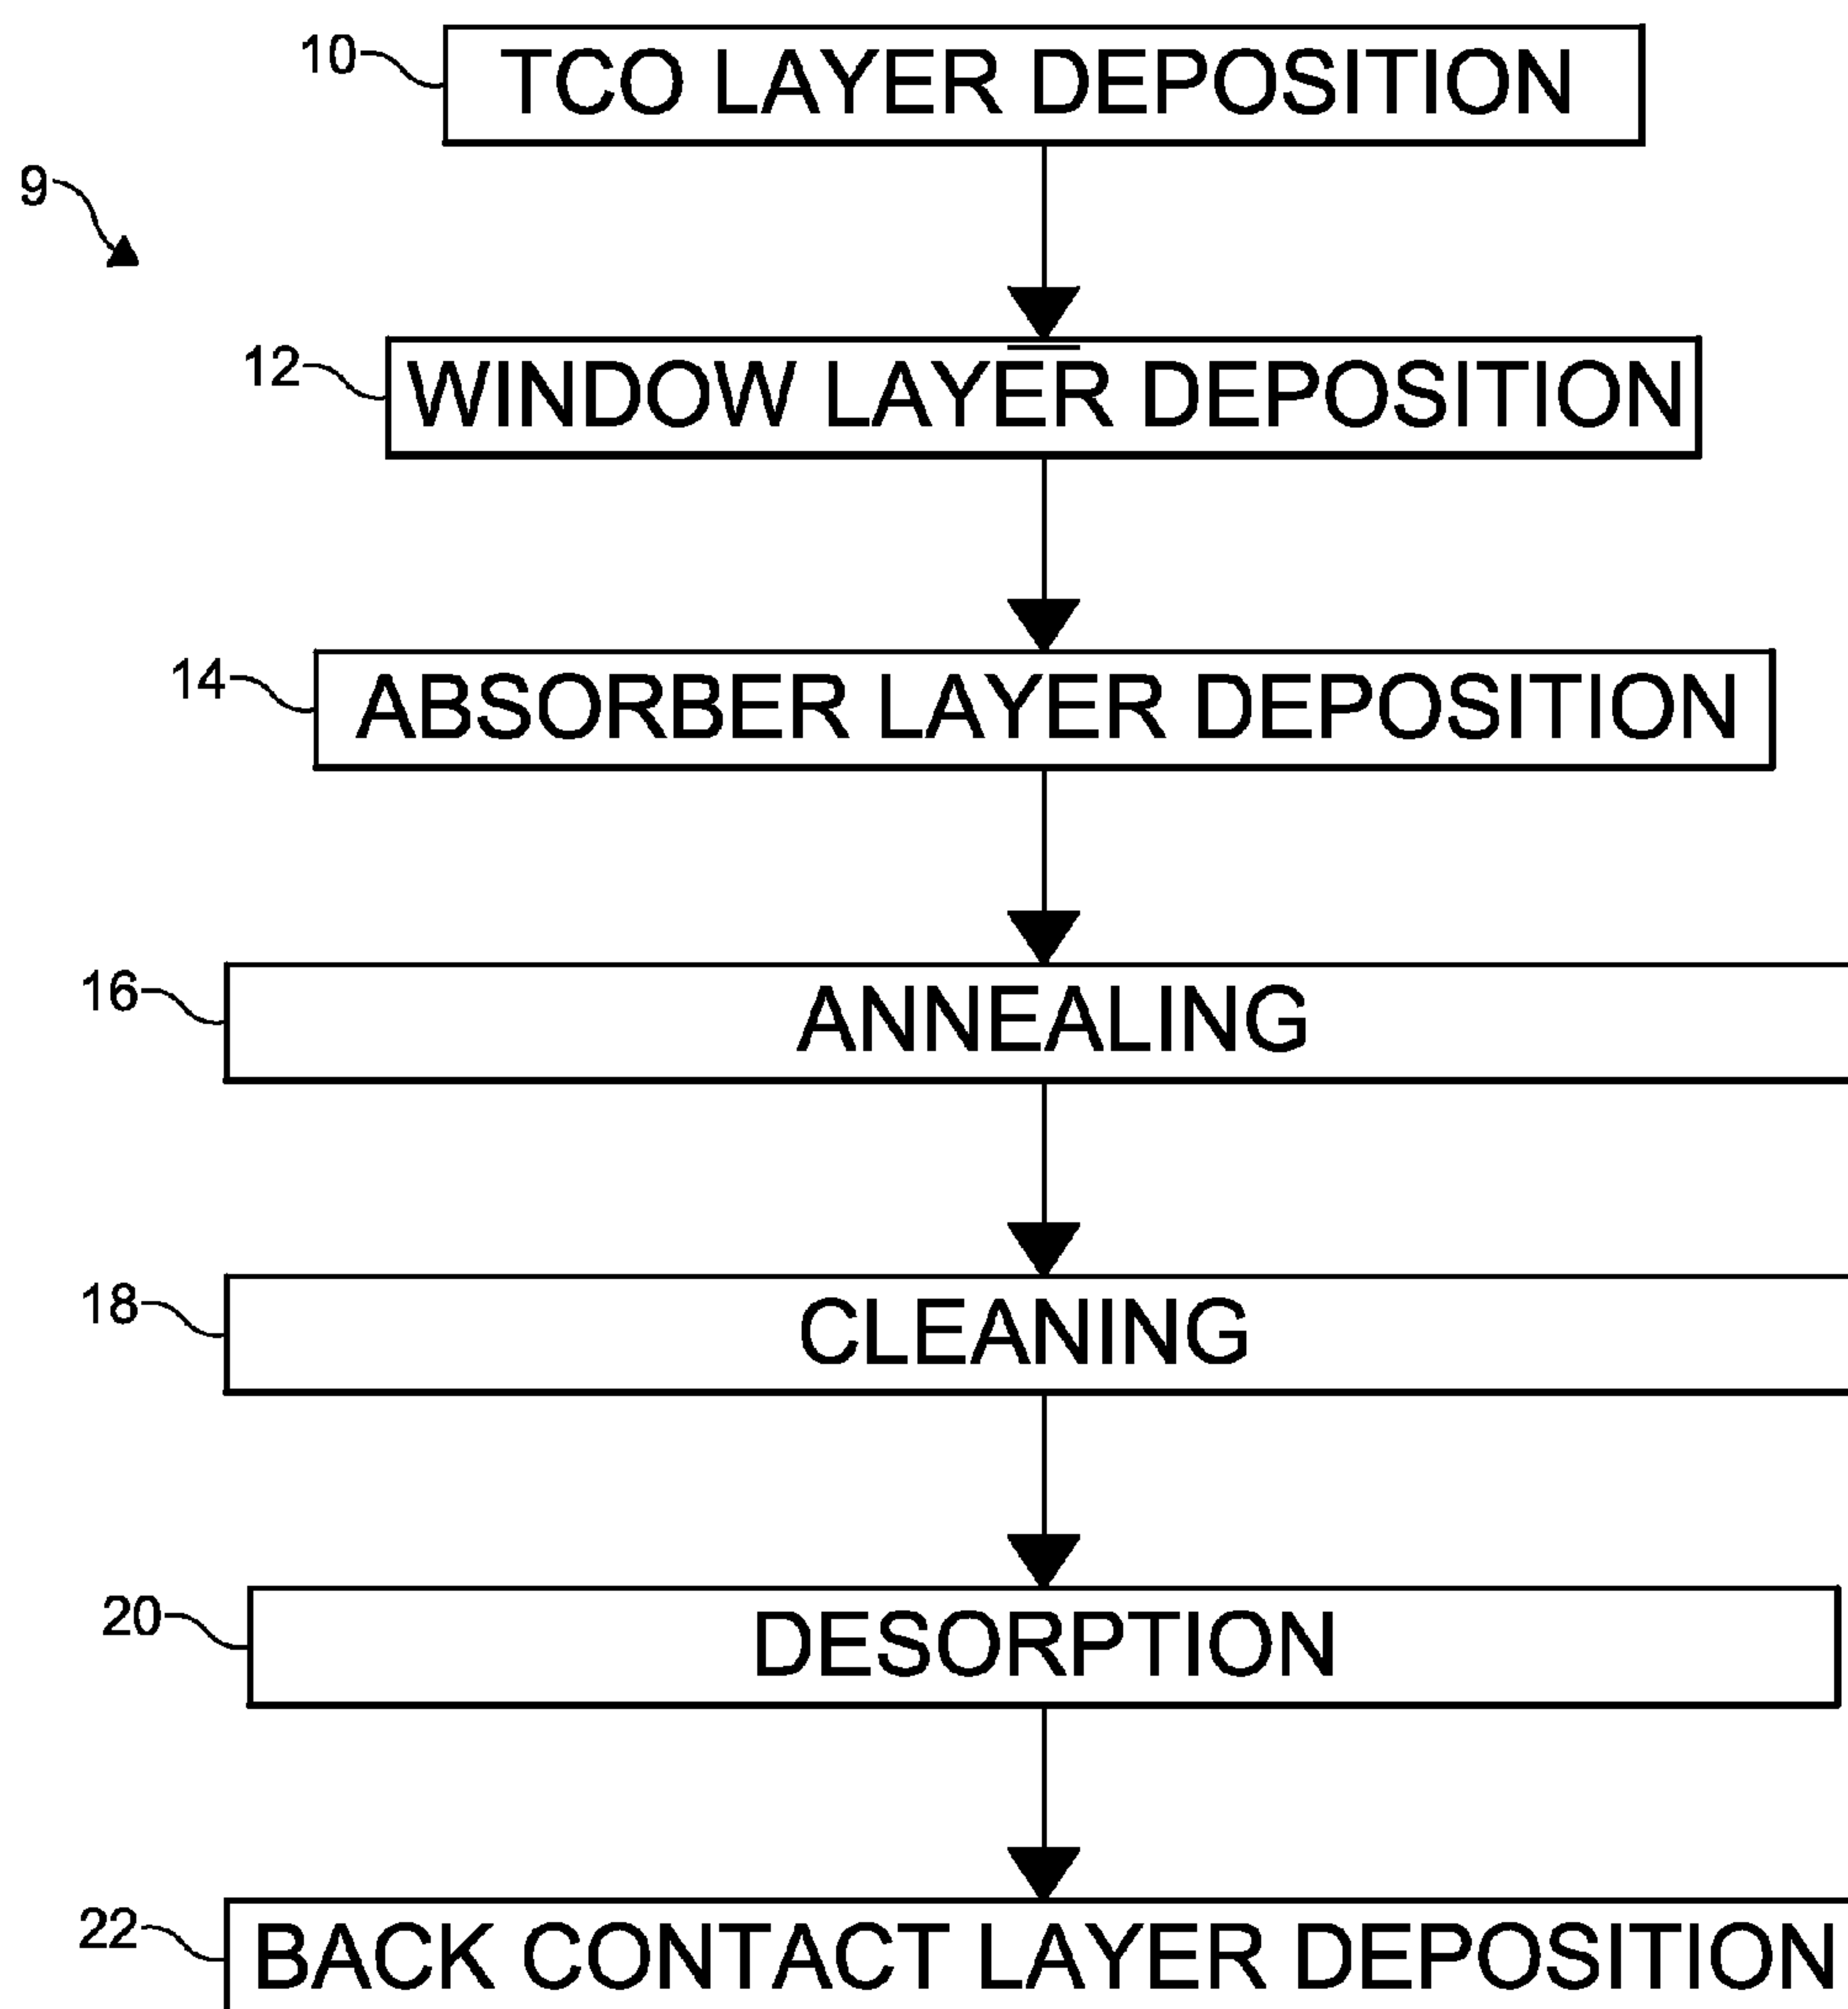 10 TCO LAYER DEPOSITION
9
12 WINDOW LAYER DEPOSITION
14 ABSORBER LAYER DEPOSITION
16 ANNEALING
18 CLEANING
20 DESORPTION
22 BACK CONTACT LAYER DEPOSITION